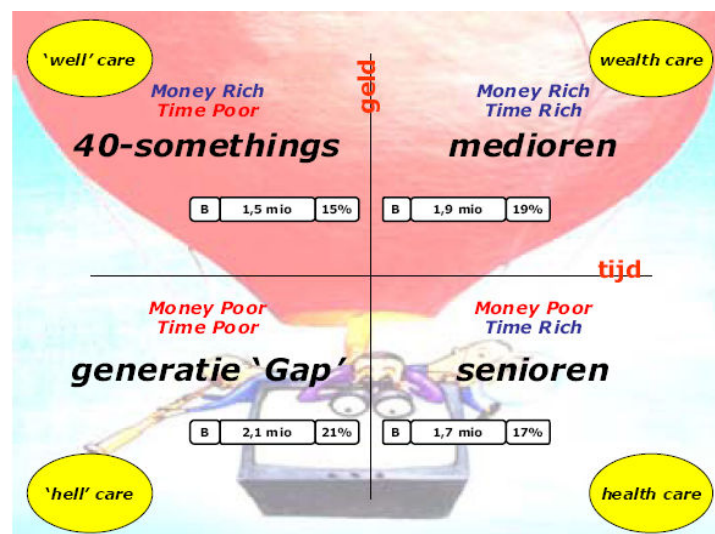 ‘well’ care
geld
wealth care
Money Rich
Time Poor
40-somethings
B 1,5 mio 15%
Money Rich
Time Rich
medioren
B 1,9 mio 19%
tijd
Money Poor
Time Poor
generatie ‘Gap’
B 2,1 mio 21%
Money Poor
Time Rich
senioren
B 1,7 mio 17%
‘hell’ care
health care